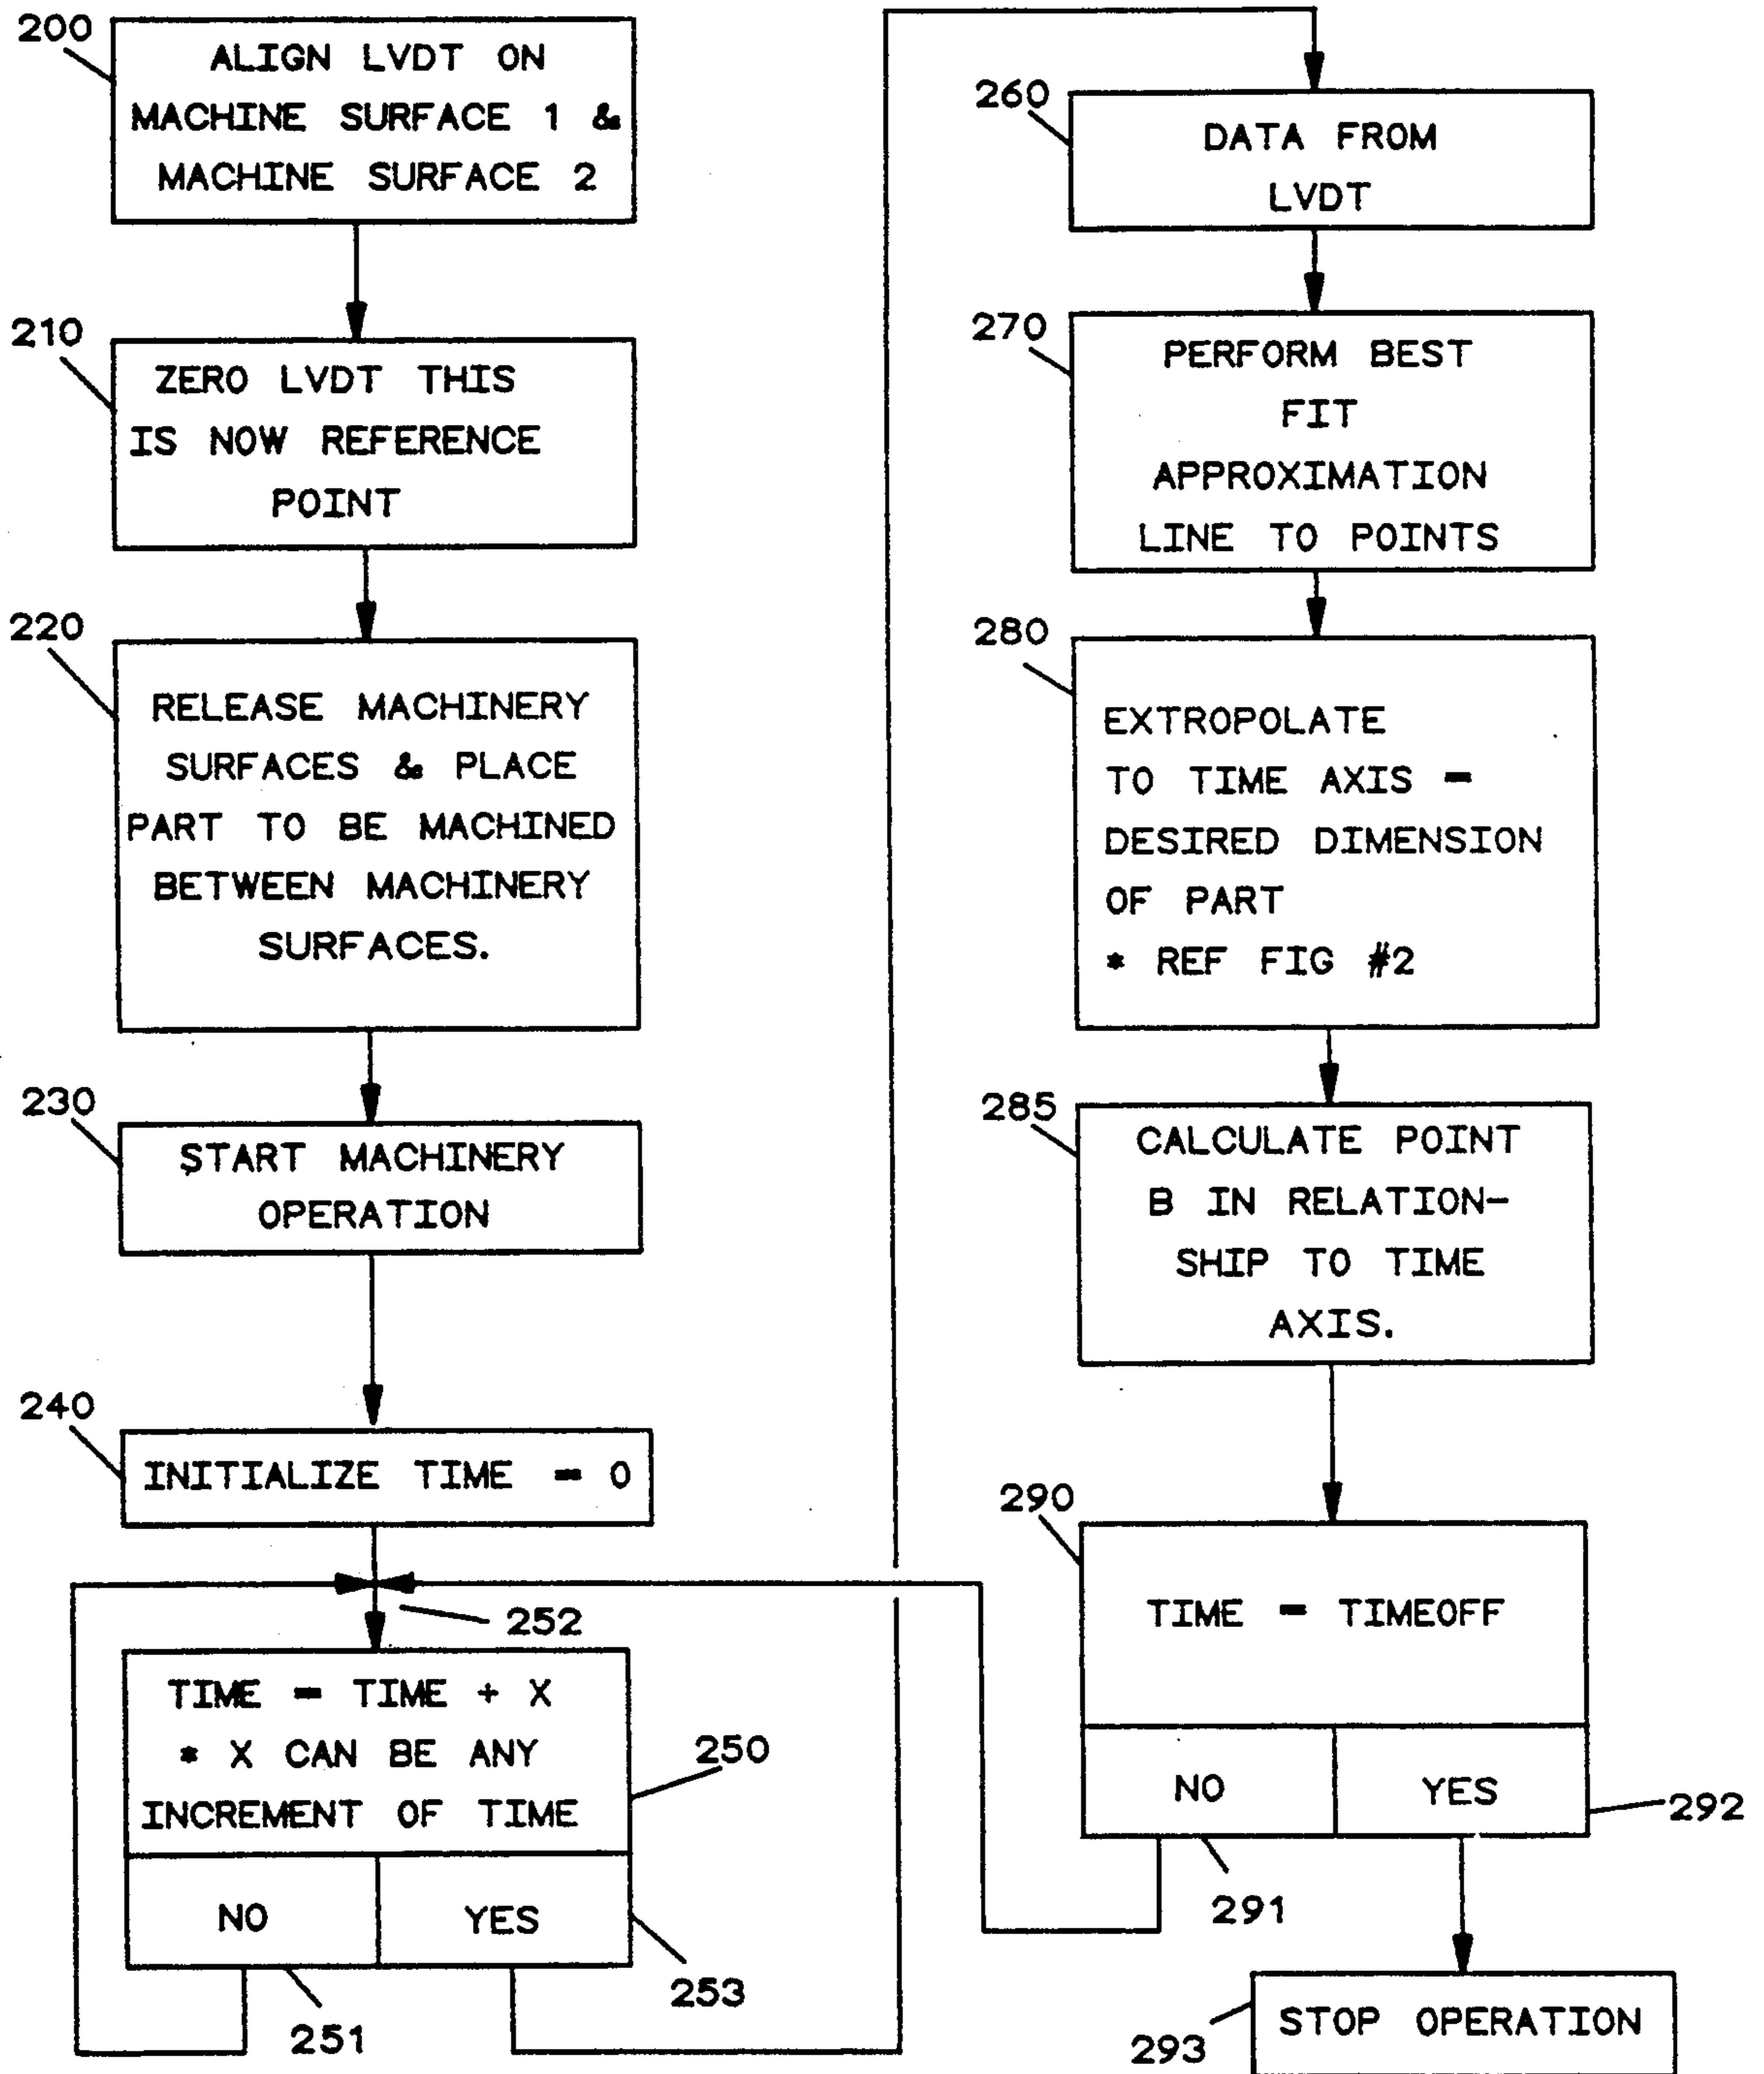 200
ALIGN LVDT ON
MACHINE SURFACE 1 &
MACHINE SURFACE 2
210
ZERO LVDT THIS
IS NOW REFERENCE
POINT
220
RELEASE MACHINERY
SURFACES & PLACE
PART TO BE MACHINED
BETWEEN MACHINERY
SURFACES.
230
START MACHINERY
OPERATION
240
INITIALIZE TIME = 0
252
TIME = TIME + X
* X CAN BE ANY
INCREMENT OF TIME
250
NO
YES
251
253
260
DATA FROM
LVDT
270
PERFORM BEST
FIT
APPROXIMATION
LINE TO POINTS
280
EXTROPOLATE
TO TIME AXIS =
DESIRED DIMENSION
OF PART
* REF FIG #2
285
CALCULATE POINT
B IN RELATION-
SHIP TO TIME
AXIS.
290
TIME = TIMEOFF
NO
YES
292
291
STOP OPERATION
293